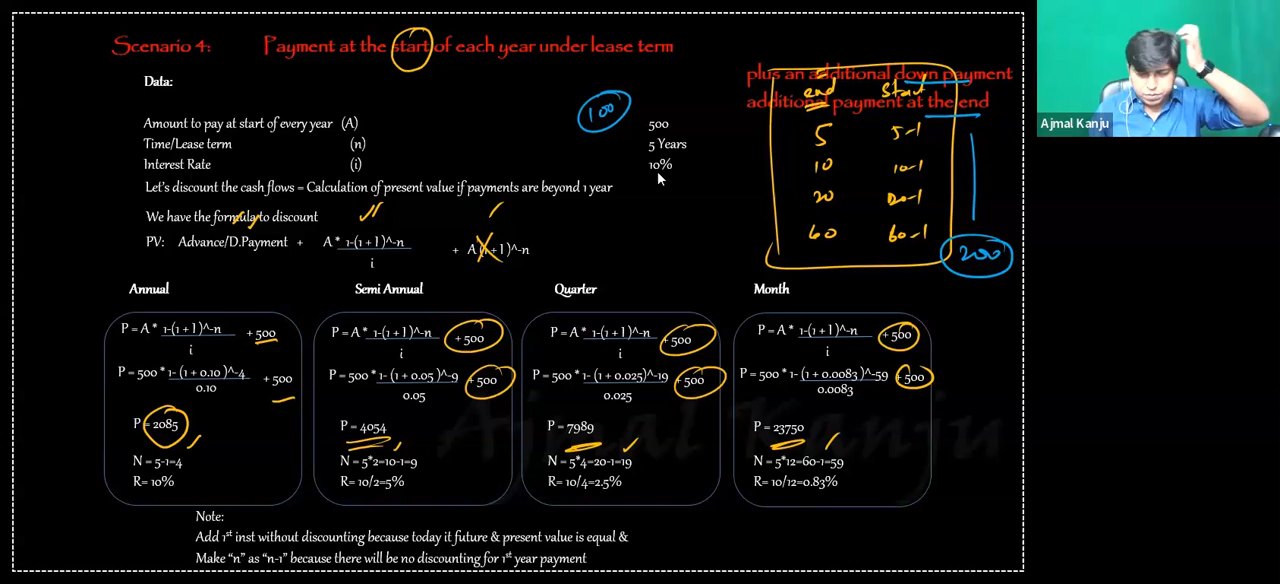 Scenario 4: Payment at the start of each year under lease term
plus an additional down payment
additional payment at the end
Data:
Amount to pay at start of every year (A) 500
Time/Lease term (n) 5 Years
Interest Rate (i) 10%
100
end start
5 5-1
10 10-1
20 20-1
60 60-1
200
Ajmal Kanju
Let's discount the cash flows = Calculation of present value if payments are beyond 1 year
We have the formula to discount
PV: Advance/D.Payment + A * 1-(1+1)^-n + A (1+1)^-n
i
Annual Semi Annual Quarter Month
P = A * 1-(1 + 1)^-n + 500
i
P = 500 * 1-(1 + 0.10 )^-4 + 500
0.10
P = 2085
N = 5-1=4
R= 10%
P = A * 1-(1 + 1)^-n + 500
i
P = 500 * 1- (1 + 0.05 )^-9 + 500
0.05
P = 4054
N = 5*2=10-1=9
R = 10/2=5%
P = A * 1-(1 + 1)^-n + 500
i
P = 500 * 1- (1 + 0.025 )^-19 + 500
0.025
P = 7989
N = 5*4=20-1=19
R = 10/4=2.5%
P = A * 1-(1 + 1)^-n + 500
i
P = 500* 1- (1 + 0.0083 )^-59 + 500
0.0083
P = 23750
N = 5*12=60-1=59
R = 10/12=0.83%
Ajmal Kanju
Note:
Add 1st inst without discounting because today it future & present value is equal &
Make "n" as "n-1" because there will be no discounting for 1st year payment